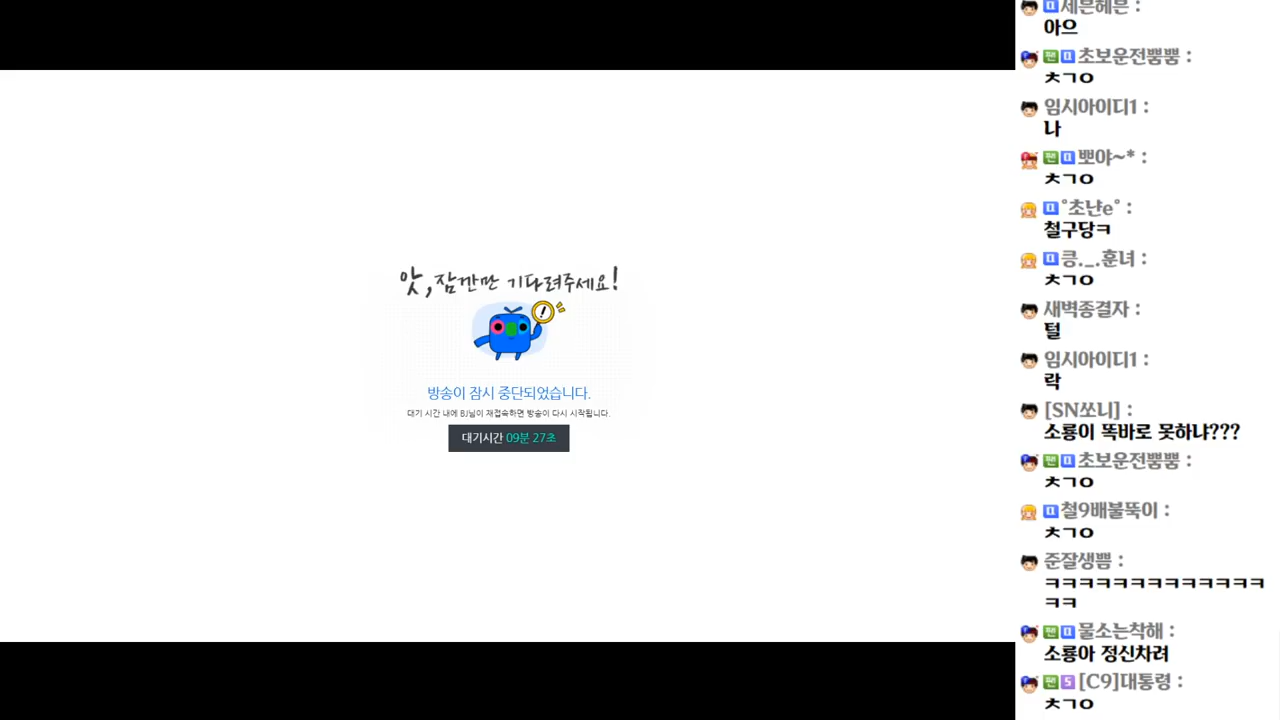 앗, 잠깐만 기다려주세요!
방송이 잠시 중단되었습니다.
대기 시간 내에 BJ님이 재접속하면 방송이 다시 시작됩니다.
대기시간 09분 27초
세븐헤븐 :
아으
팬 초보운전뿜뿜 :
ㅊㄱㅇ
임시아이디1 :
나
팬 뽀야~* :
ㅊㄱㅇ
°초냔e° :
철구당ㅋ
킁._.훈녀 :
ㅊㄱㅇ
새벽종결자 :
털
임시아이디1 :
락
[SN쏘니] :
소룡이 똑바로 못하냐???
팬 초보운전뿜뿜 :
ㅊㄱㅇ
철9배불뚝이 :
ㅊㄱㅇ
준잘생쁨 :
ㅋㅋㅋㅋㅋㅋㅋㅋㅋㅋㅋㅋㅋ
ㅋㅋ
팬 물소는착해 :
소룡아 정신차려
팬 S [C9]대통령 :
ㅊㄱㅇ